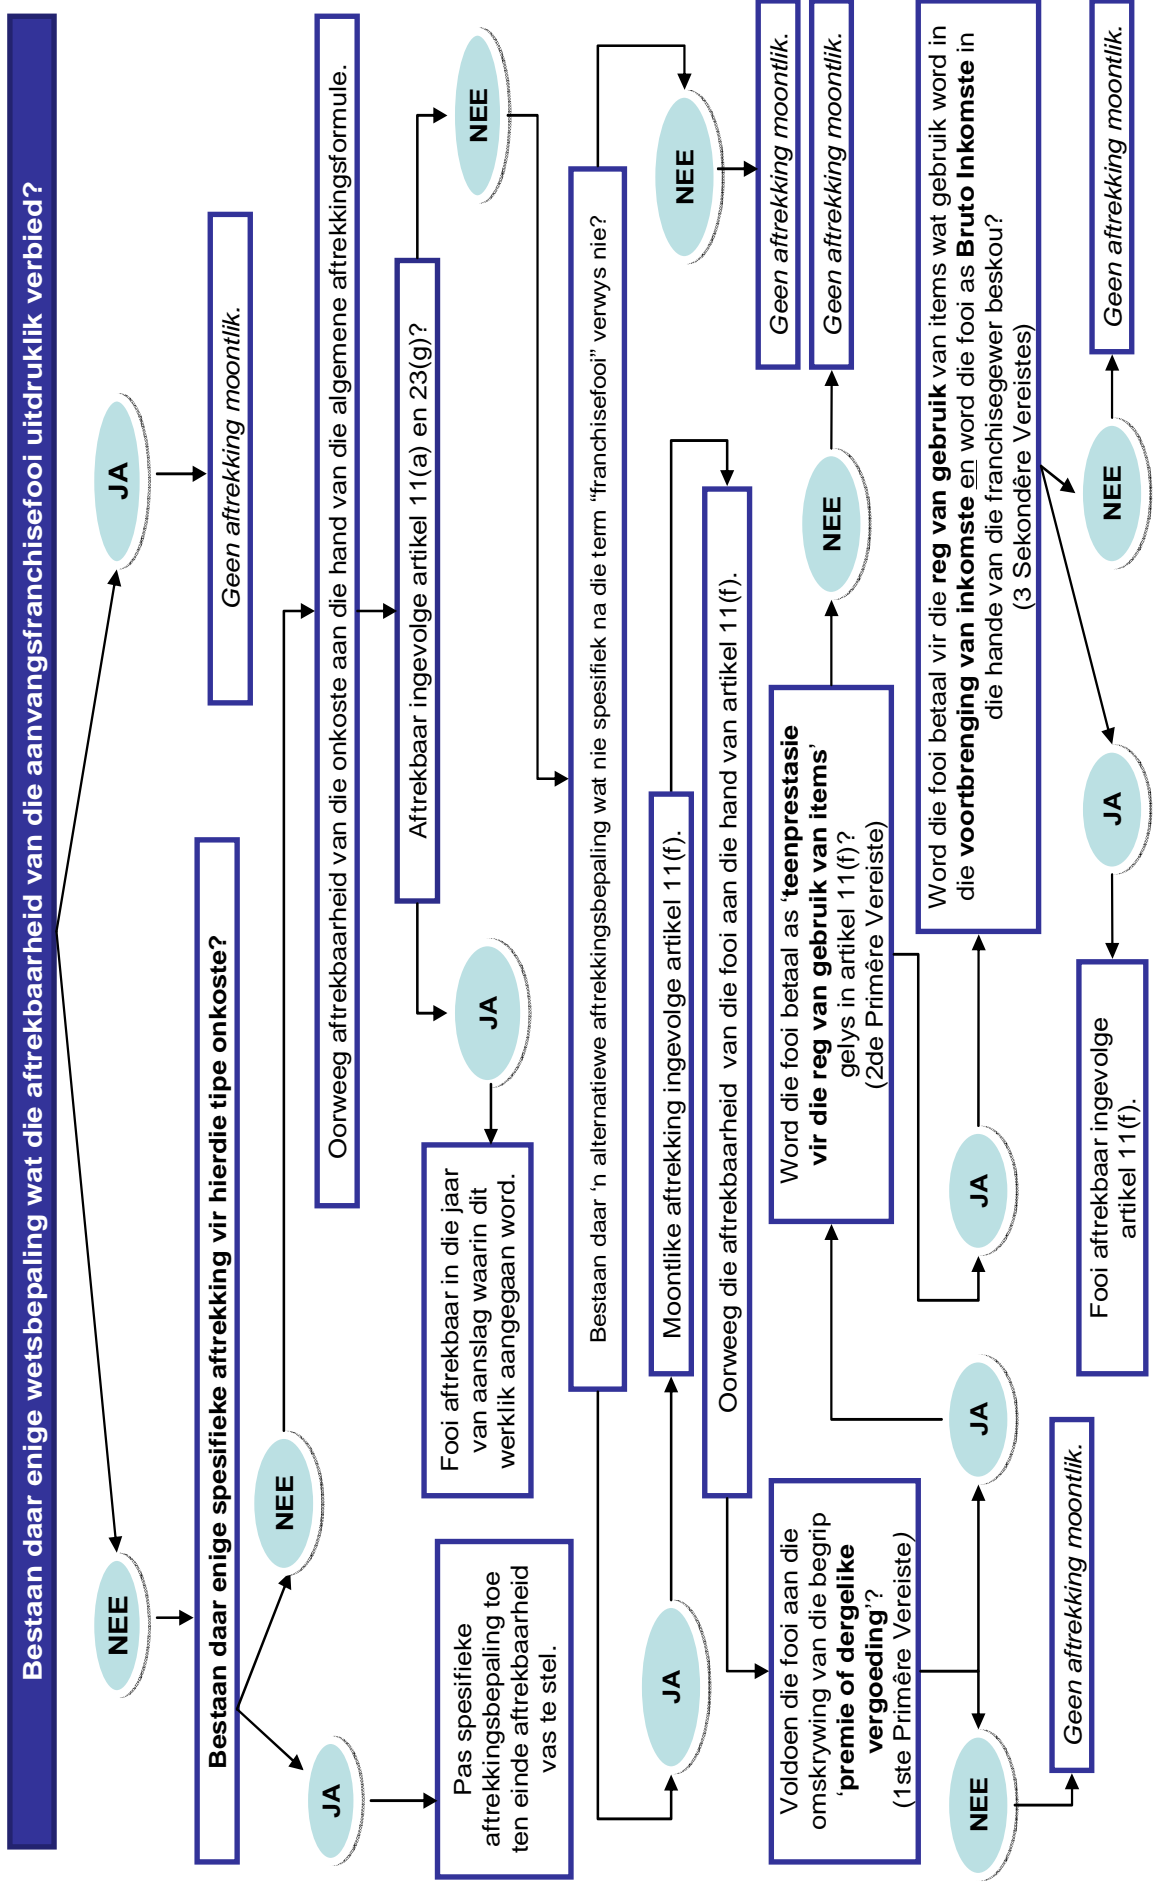 Bestaan daar enige wetsbepaling wat die aftrekbaarheid van die aanvangsfranchisefooi uitdruklik verbied?
NEE
JA
Bestaan daar enige spesifieke aftrekking vir hierdie tipe onkoste?
Geen aftrekking moontlik.
JA
NEE
Oorweeg aftrekbaarheid van die onkoste aan die hand van die algemene aftrekkingsformule.
Aftrekbaar ingevolge artikel 11(a) en 23(g)?
Pas spesifieke
aftrekkingsbepaling toe
ten einde aftrekbaarheid
vas te stel.
Fooi aftrekbaar in die jaar
van aanslag waarin dit
werklik aangegaan word.
JA
NEE
Bestaan daar ‘n alternatiewe aftrekkingsbepaling wat nie spesifiek na die term “franchisefooi” verwys nie?
JA
Moontlike aftrekking ingevolge artikel 11(f).
NEE
Oorweeg die aftrekbaarheid van die fooi aan die hand van artikel 11(f).
Geen aftrekking moontlik.
Voldoen die fooi aan die
omskrywing van die begrip
‘premie of dergelike
vergoeding’?
(1ste Primêre Vereiste)
Word die fooi betaal as ‘teenprestasie
vir die reg van gebruik van items’
gelys in artikel 11(f)?
(2de Primêre Vereiste)
NEE
Geen aftrekking moontlik.
NEE
JA
JA
Word die fooi betaal vir die reg van gebruik van items wat gebruik word in
die voortbrenging van inkomste en word die fooi as Bruto Inkomste in
die hande van die franchisegewer beskou?
(3 Sekondêre Vereistes)
Geen aftrekking moontlik.
Fooi aftrekbaar ingevolge
artikel 11(f).
JA
NEE
Geen aftrekking moontlik.